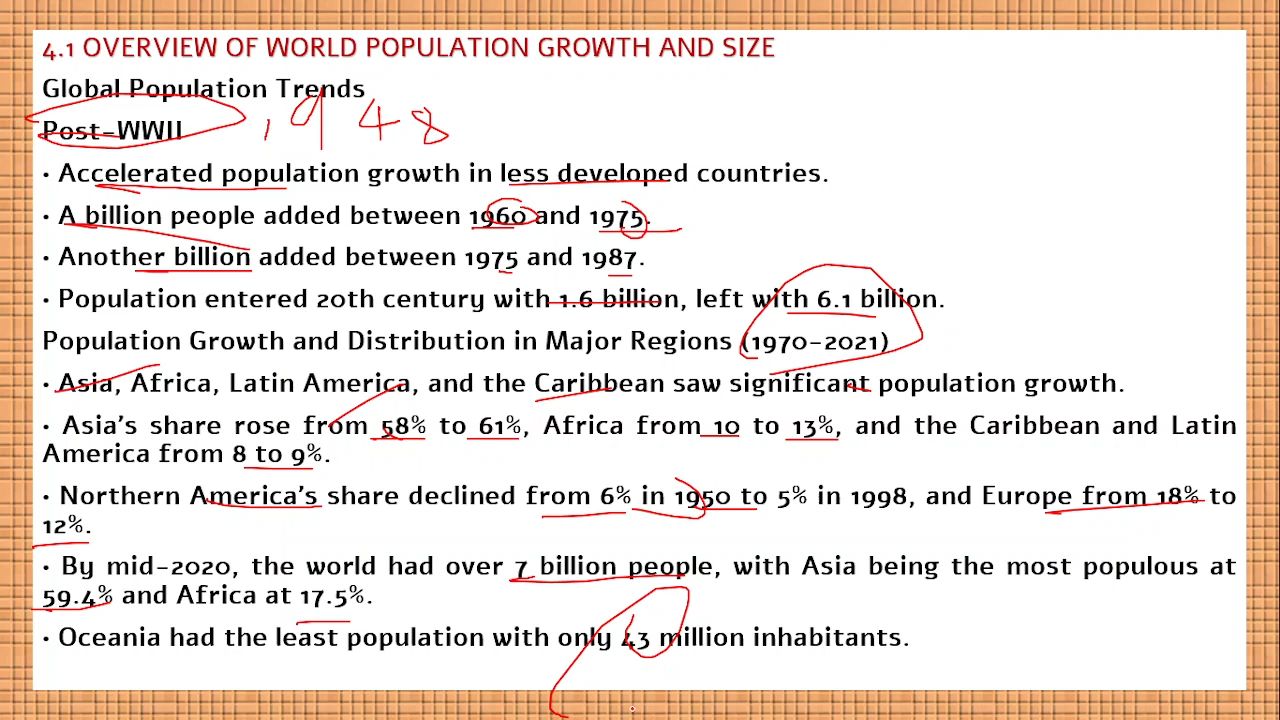 4.1 OVERVIEW OF WORLD POPULATION GROWTH AND SIZE
Global Population Trends
Post-WWII 1948
• Accelerated population growth in less developed countries.
• A billion people added between 1960 and 1975.
• Another billion added between 1975 and 1987.
• Population entered 20th century with 1.6 billion, left with 6.1 billion.
Population Growth and Distribution in Major Regions (1970-2021)
• Asia, Africa, Latin America, and the Caribbean saw significant population growth.
• Asia's share rose from 58% to 61%, Africa from 10 to 13%, and the Caribbean and Latin
America from 8 to 9%.
• Northern America's share declined from 6% in 1950 to 5% in 1998, and Europe from 18% to
12%.
• By mid-2020, the world had over 7 billion people, with Asia being the most populous at
59.4% and Africa at 17.5%.
• Oceania had the least population with only 43 million inhabitants.